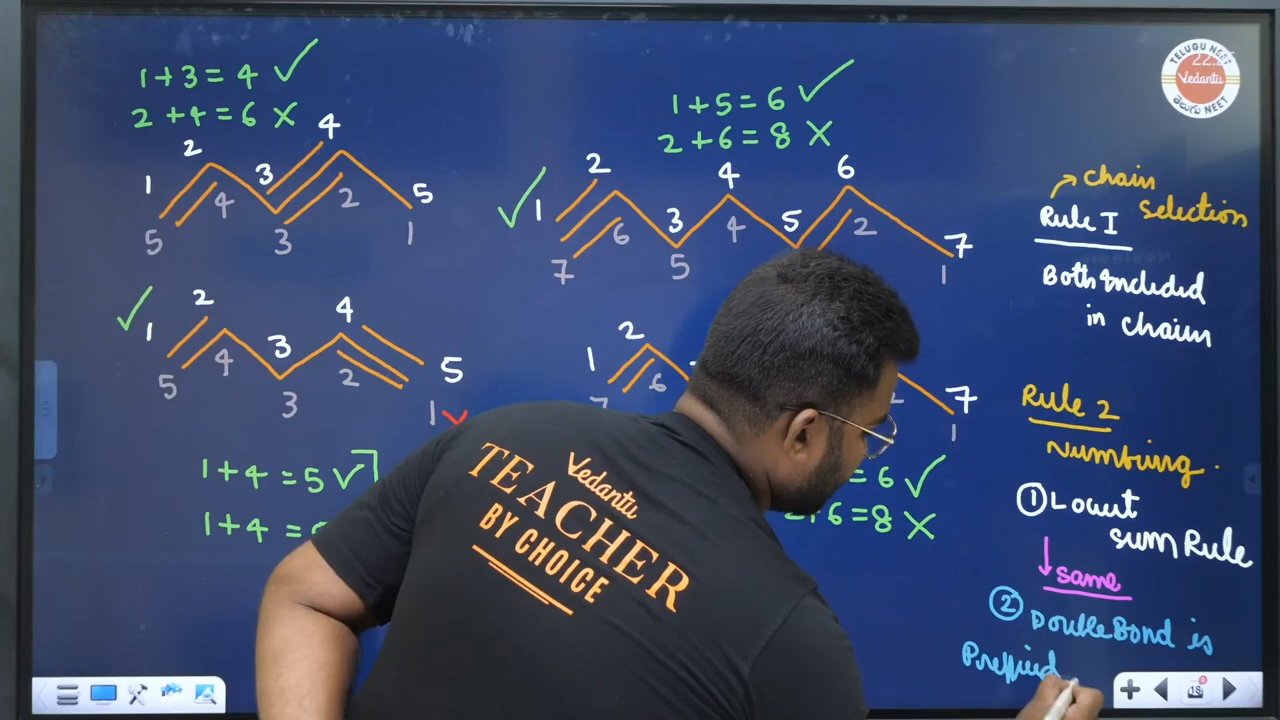 1+3=4 ✓
2+4=6 X
1 2 3 4 5
5 4 3 2 1
1+5=6 ✓
2+6=8 X
✓ 1 2 3 4 5 6 7
7 6 5 4 2 1
✓ 1 2 3 4 5
5 4 3 2 1
1+4=5 ✓
1+4=
1 2 7
6 1
=6 ✓
=8 X
TELUGU NEET
Vedantu
తెలుగు NEET
→ chain
selection
Rule I
Both Included
in chain
Rule 2
Numbring.
① Locant
sum Rule
↓ same
② Double Bond is
Vedantu
TEACHER
BY CHOICE
18